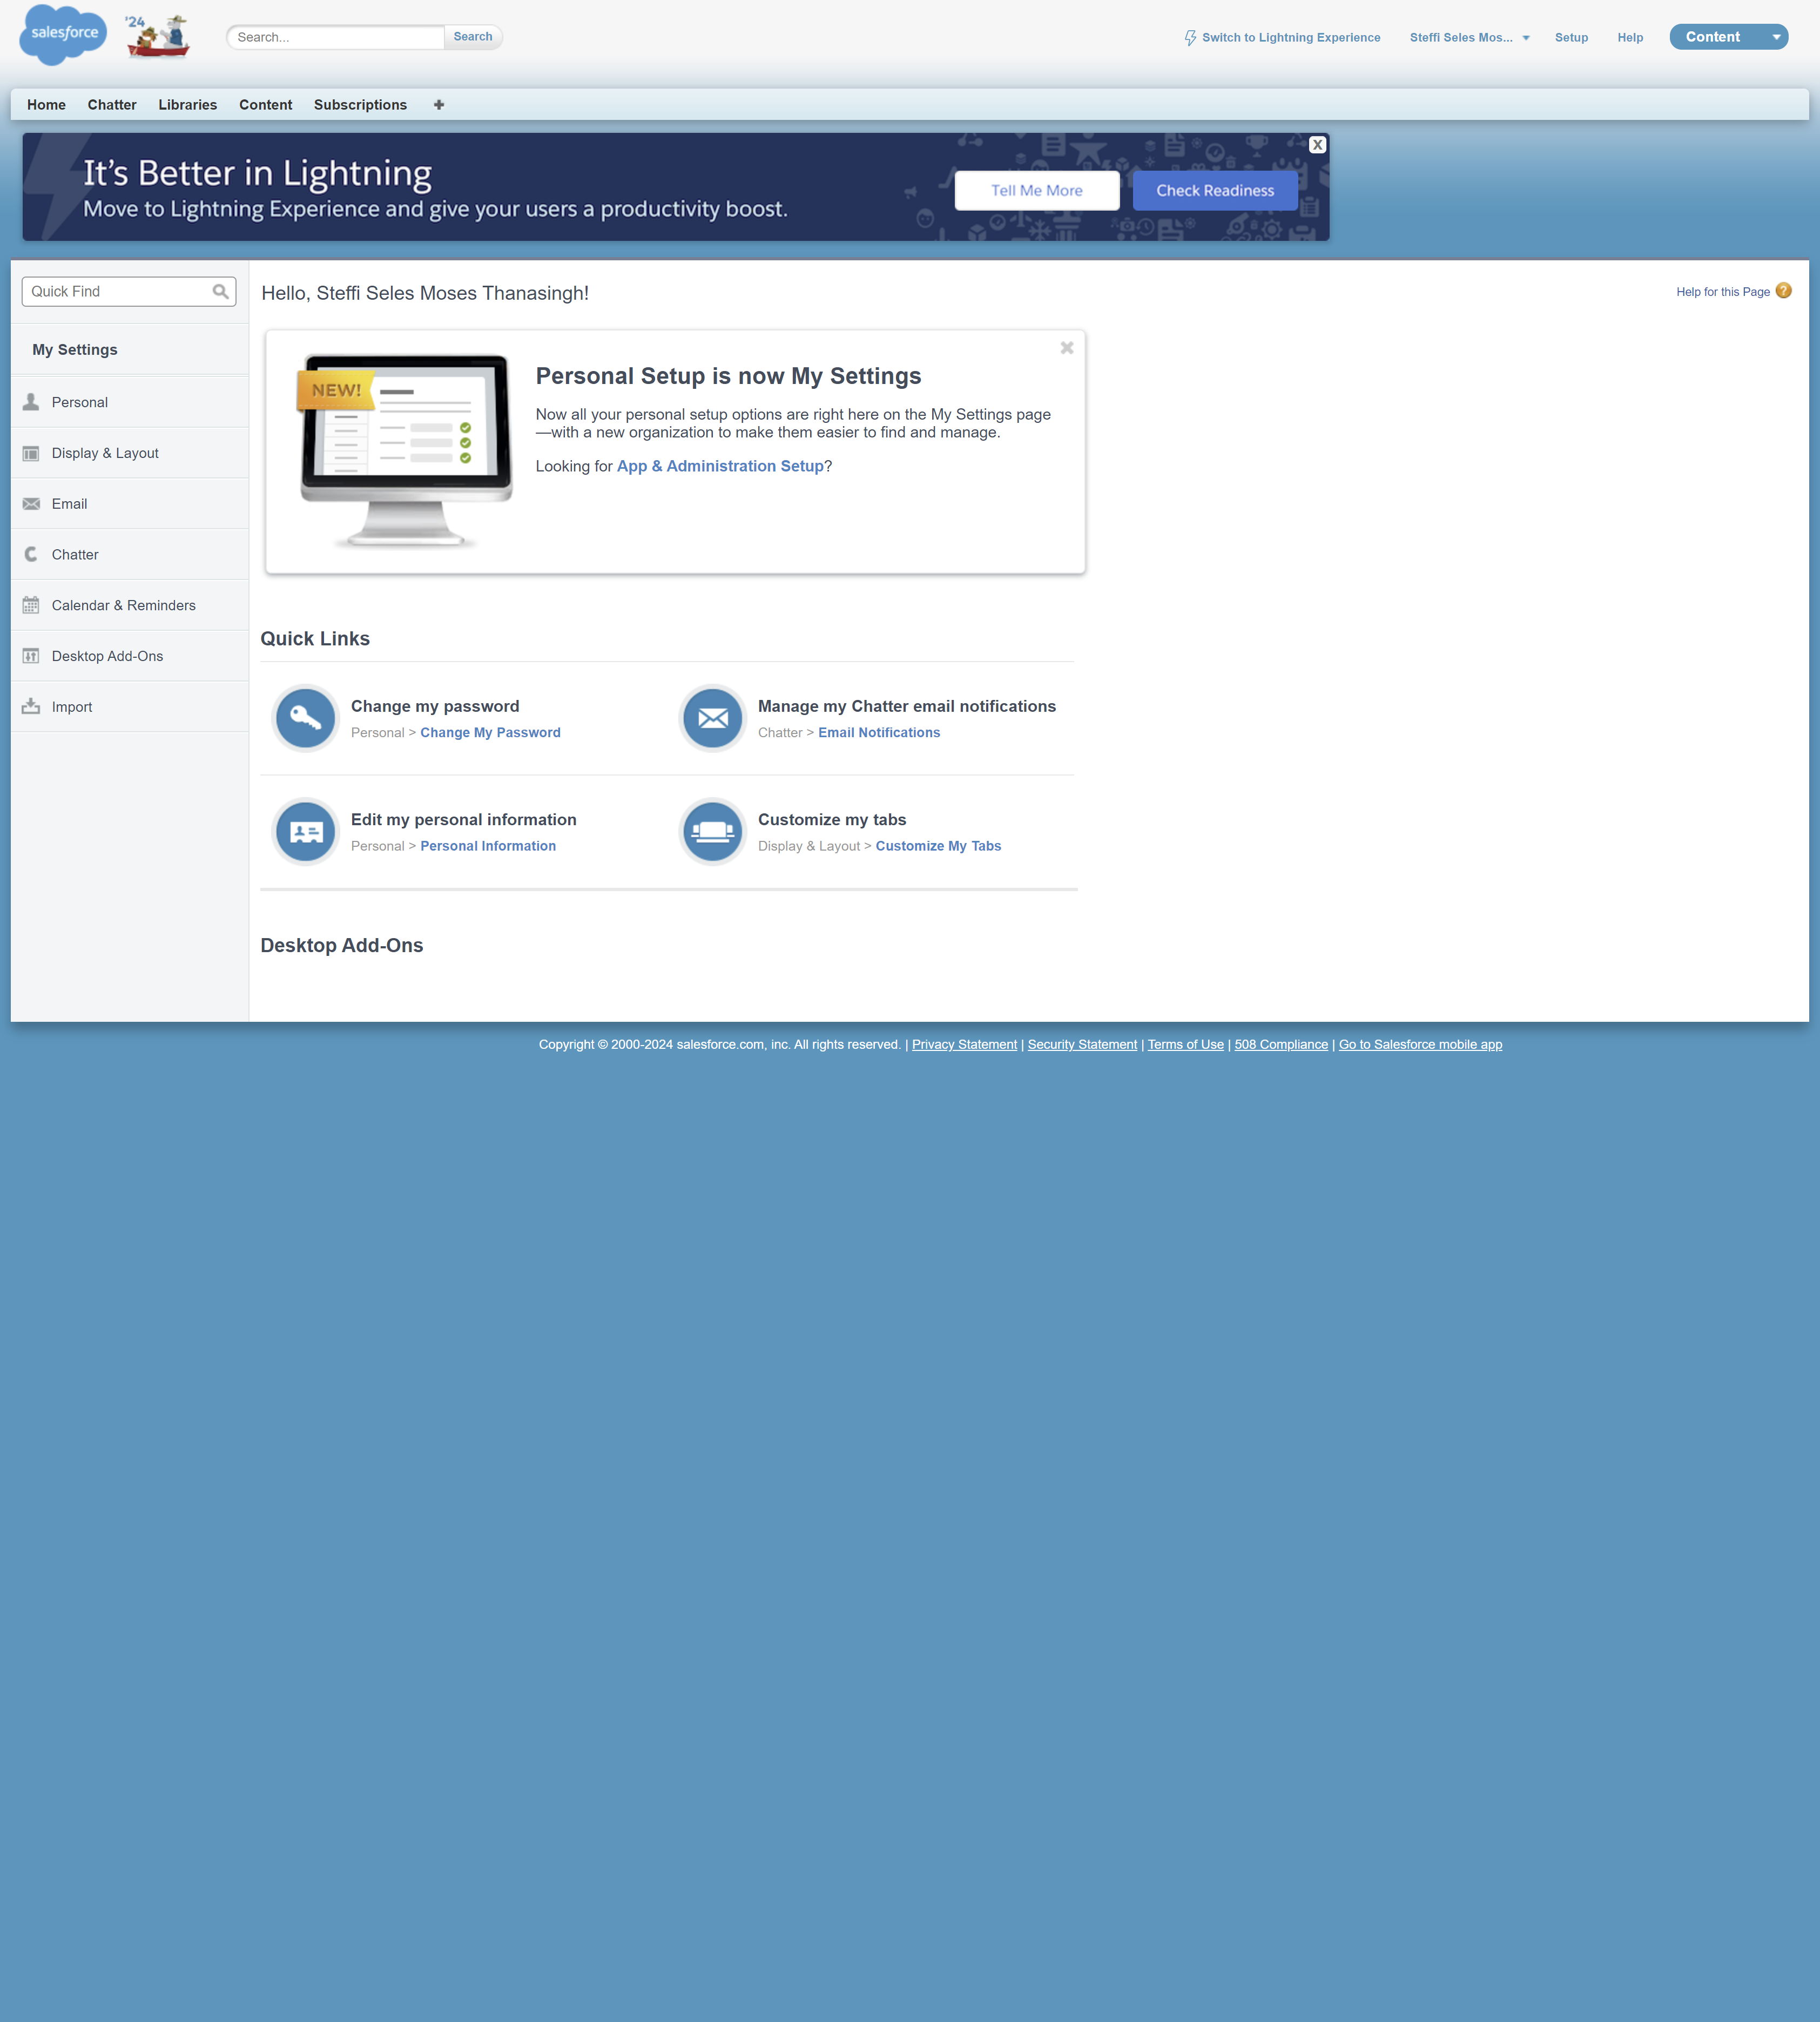 salesforce
'24
Search...
Search
Switch to Lightning Experience
Steffi Seles Mos...
Setup
Help
Content
Home
Chatter
Libraries
Content
Subscriptions
It's Better in Lightning
Move to Lightning Experience and give your users a productivity boost.
Tell Me More
Check Readiness
X
Quick Find
My Settings
Personal
Display & Layout
Email
Chatter
Calendar & Reminders
Desktop Add-Ons
Import
Hello, Steffi Seles Moses Thanasingh!
Help for this Page
?
NEW!
Personal Setup is now My Settings
Now all your personal setup options are right here on the My Settings page
—with a new organization to make them easier to find and manage.
Looking for App & Administration Setup?
Quick Links
Change my password
Personal > Change My Password
Manage my Chatter email notifications
Chatter > Email Notifications
Edit my personal information
Personal > Personal Information
Customize my tabs
Display & Layout > Customize My Tabs
Desktop Add-Ons
Copyright © 2000-2024 salesforce.com, inc. All rights reserved. | Privacy Statement | Security Statement | Terms of Use | 508 Compliance | Go to Salesforce mobile app